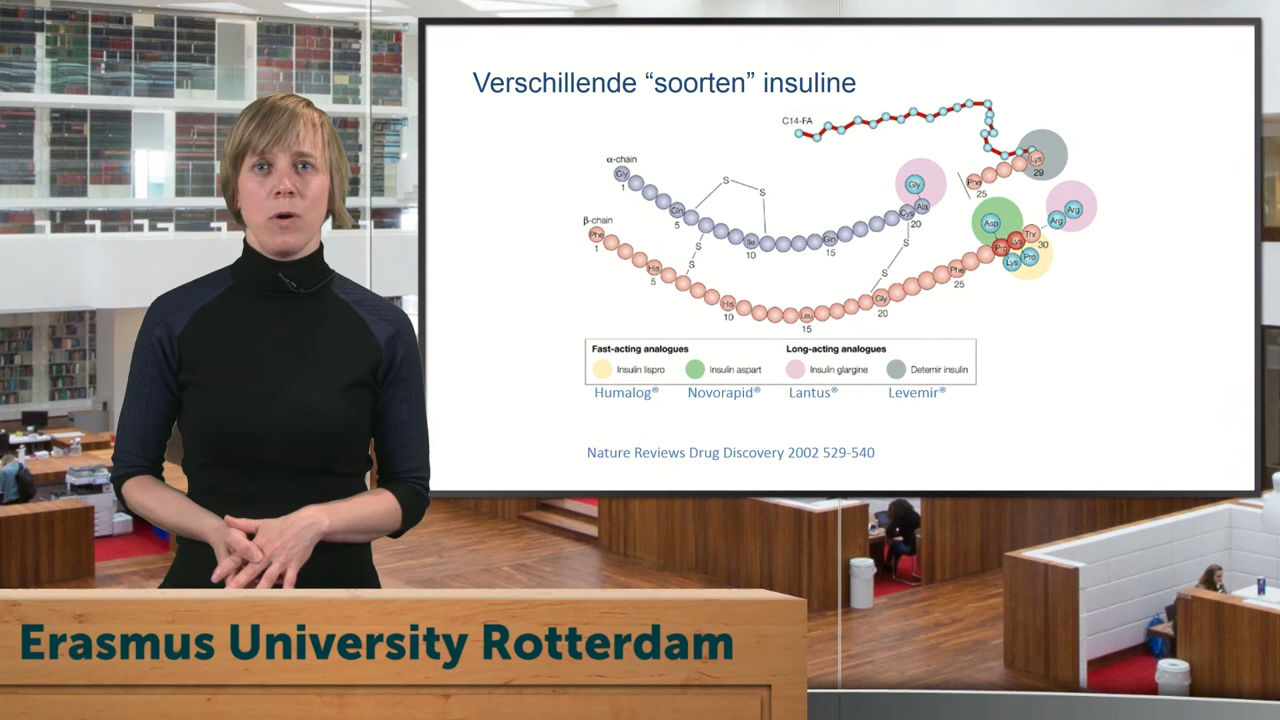 Verschillende “soorten” insuline
C14-FA
Lys
29
Phe
25
α-chain
Gly
1
Gln
5
S
S
Ile
10
Gln
15
Gly
Cys
Ala
20
Asp
Arg
Arg
β-chain
Phe
1
His
5
S
S
His
10
Leu
15
S
S
Gly
20
Phe
25
Pro
Lys
Thr
30
Lys
Pro
Fast-acting analogues
Long-acting analogues
Insulin lispro
Insulin aspart
Insulin glargine
Detemir insulin
Humalog®
Novorapid®
Lantus®
Levemir®
Nature Reviews Drug Discovery 2002 529-540
Erasmus University Rotterdam